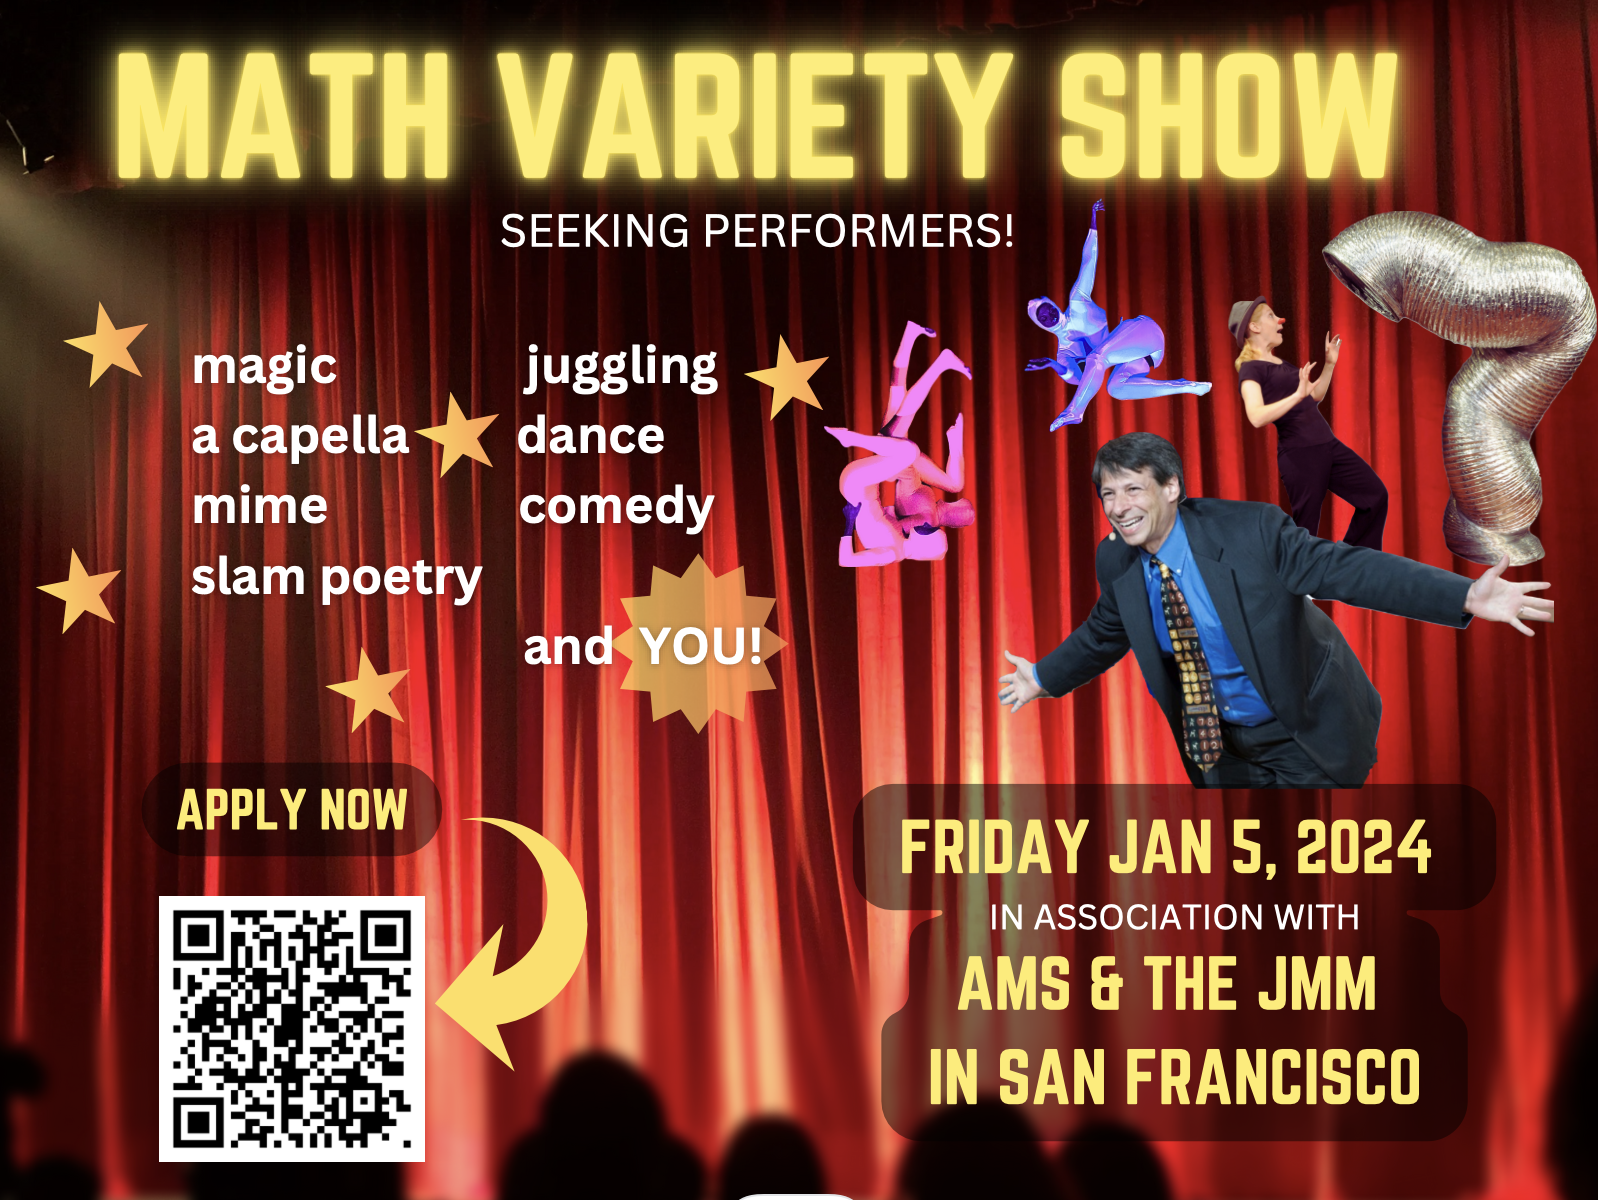 MATH VARIETY SHOW
SEEKING PERFORMERS!
magic
a capella
mime
slam poetry
juggling
dance
comedy
and YOU!
APPLY NOW
FRIDAY JAN 5, 2024
IN ASSOCIATION WITH
AMS & THE JMM
IN SAN FRANCISCO